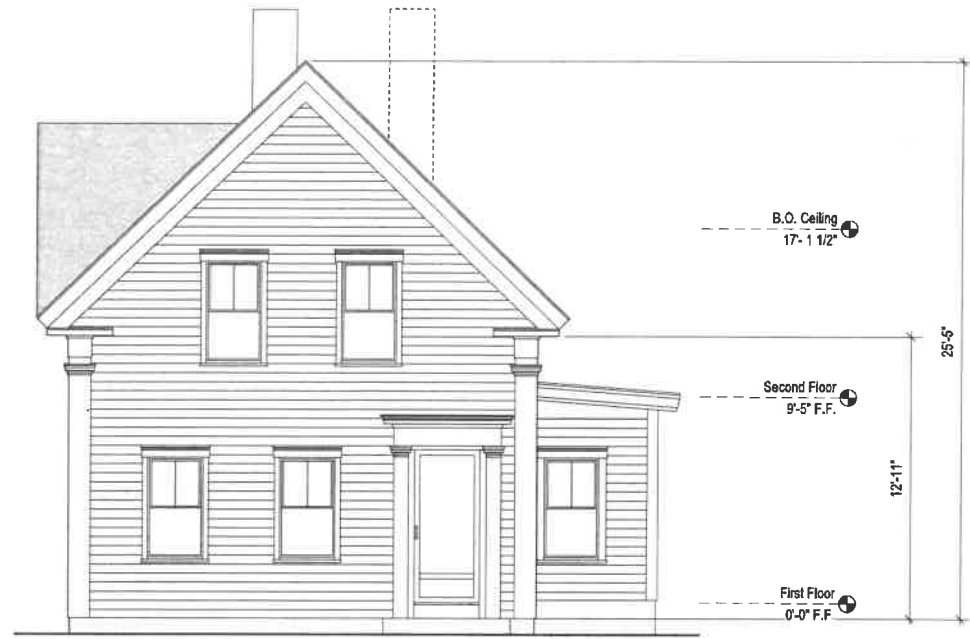 B.O. Ceiling
17'- 1 1/2"
25'-5"
Second Floor
9'-5" F.F.
12'-11"
First Floor
0'-0" F.F